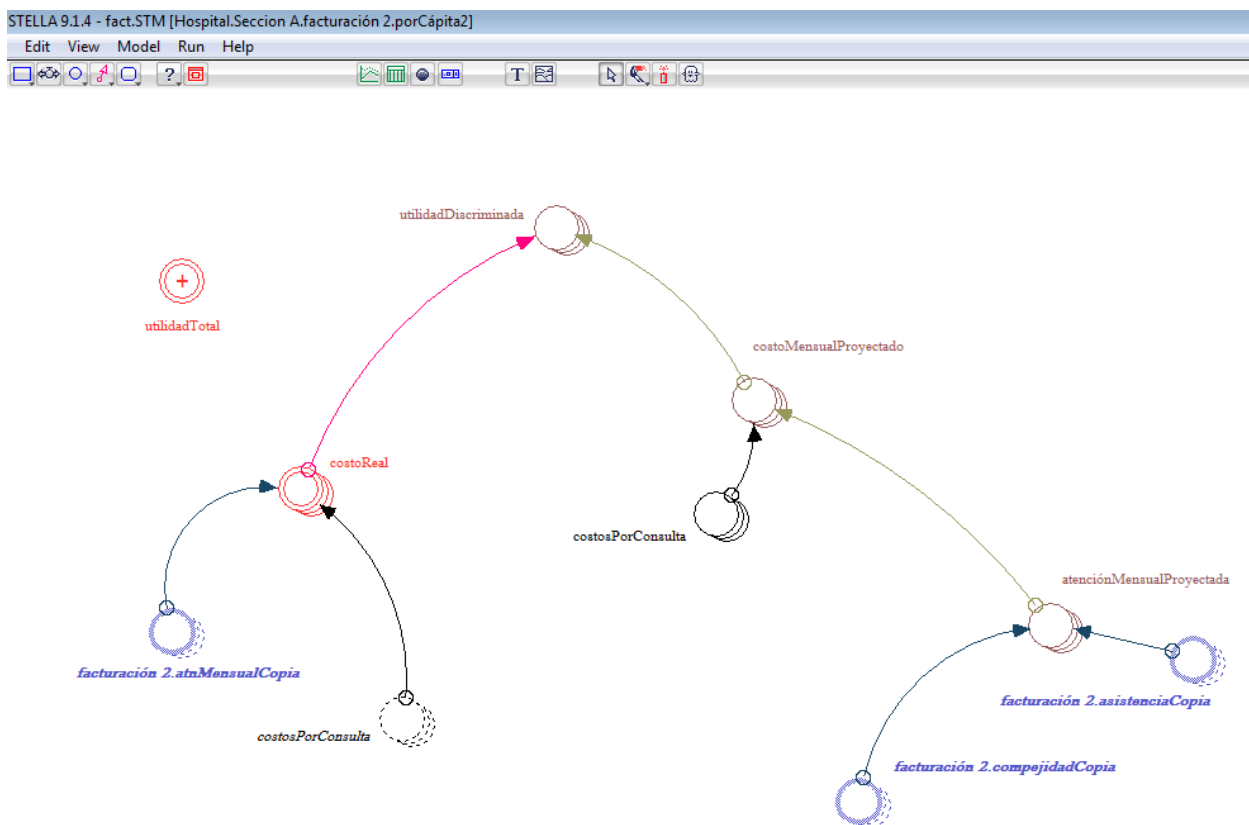 STELLA 9.1.4 - fact.STM [Hospital.Seccion A.facturación 2.porCápita2]
Edit View Model Run Help
? T
utilidadDiscriminada
+
utilidadTotal
costoMensualProyectado
costoReal
costosPorConsulta
atenciónMensualProyectada
facturación 2.atnMensualCopia
facturación 2.asistenciaCopia
costosPorConsulta
facturación 2.compejidadCopia